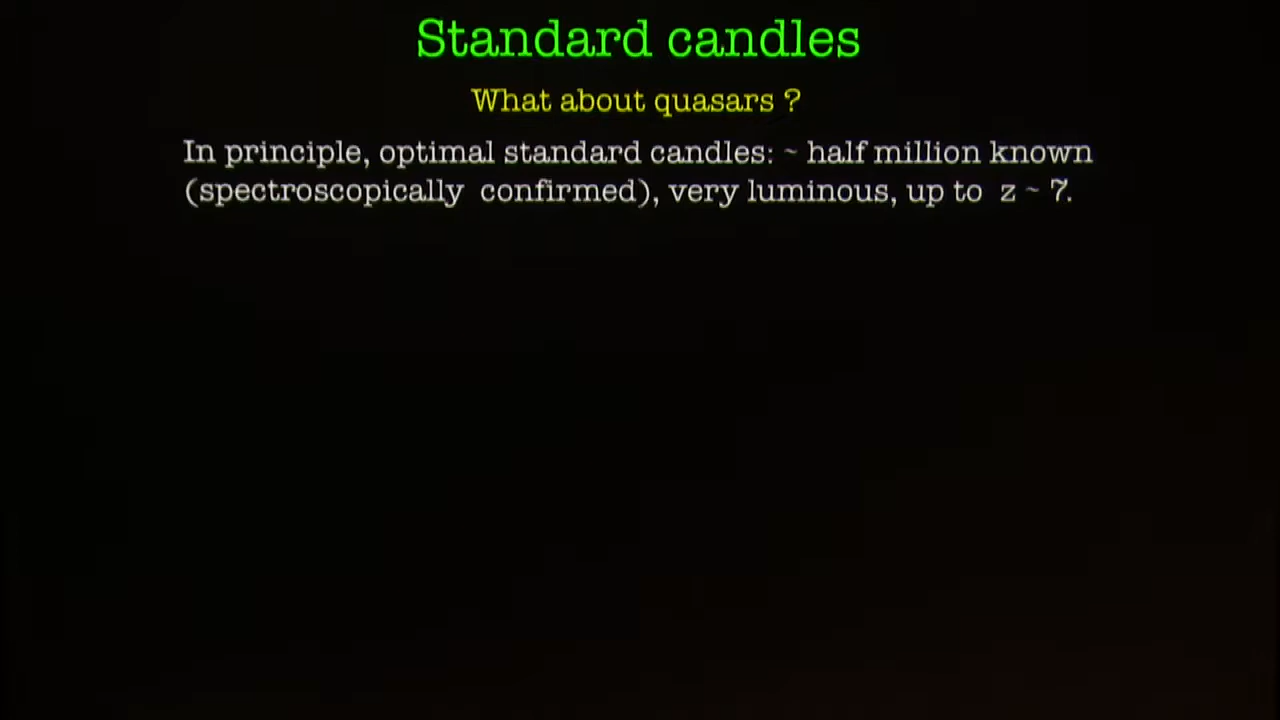 Standard candles
What about quasars ?
In principle, optimal standard candles: ~ half million known
(spectroscopically confirmed), very luminous, up to z ~ 7.